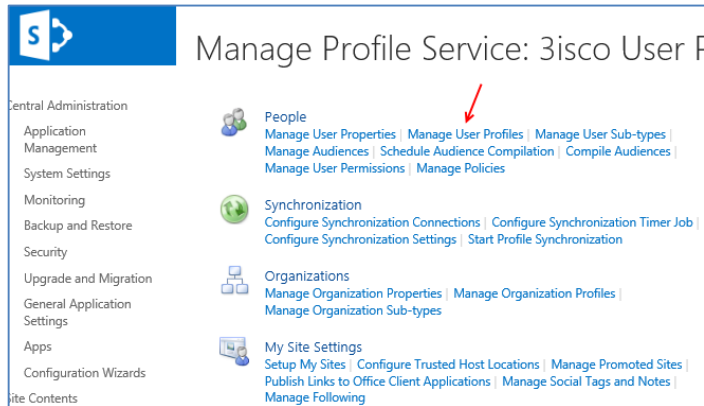 S
Manage Profile Service: 3isco User P
Central Administration
Application
Management
System Settings
Monitoring
Backup and Restore
Security
Upgrade and Migration
General Application
Settings
Apps
Configuration Wizards
Site Contents
People
Manage User Properties | Manage User Profiles | Manage User Sub-types |
Manage Audiences | Schedule Audience Compilation | Compile Audiences |
Manage User Permissions | Manage Policies
Synchronization
Configure Synchronization Connections | Configure Synchronization Timer Job |
Configure Synchronization Settings | Start Profile Synchronization
Organizations
Manage Organization Properties | Manage Organization Profiles |
Manage Organization Sub-types
My Site Settings
Setup My Sites | Configure Trusted Host Locations | Manage Promoted Sites |
Publish Links to Office Client Applications | Manage Social Tags and Notes |
Manage Following